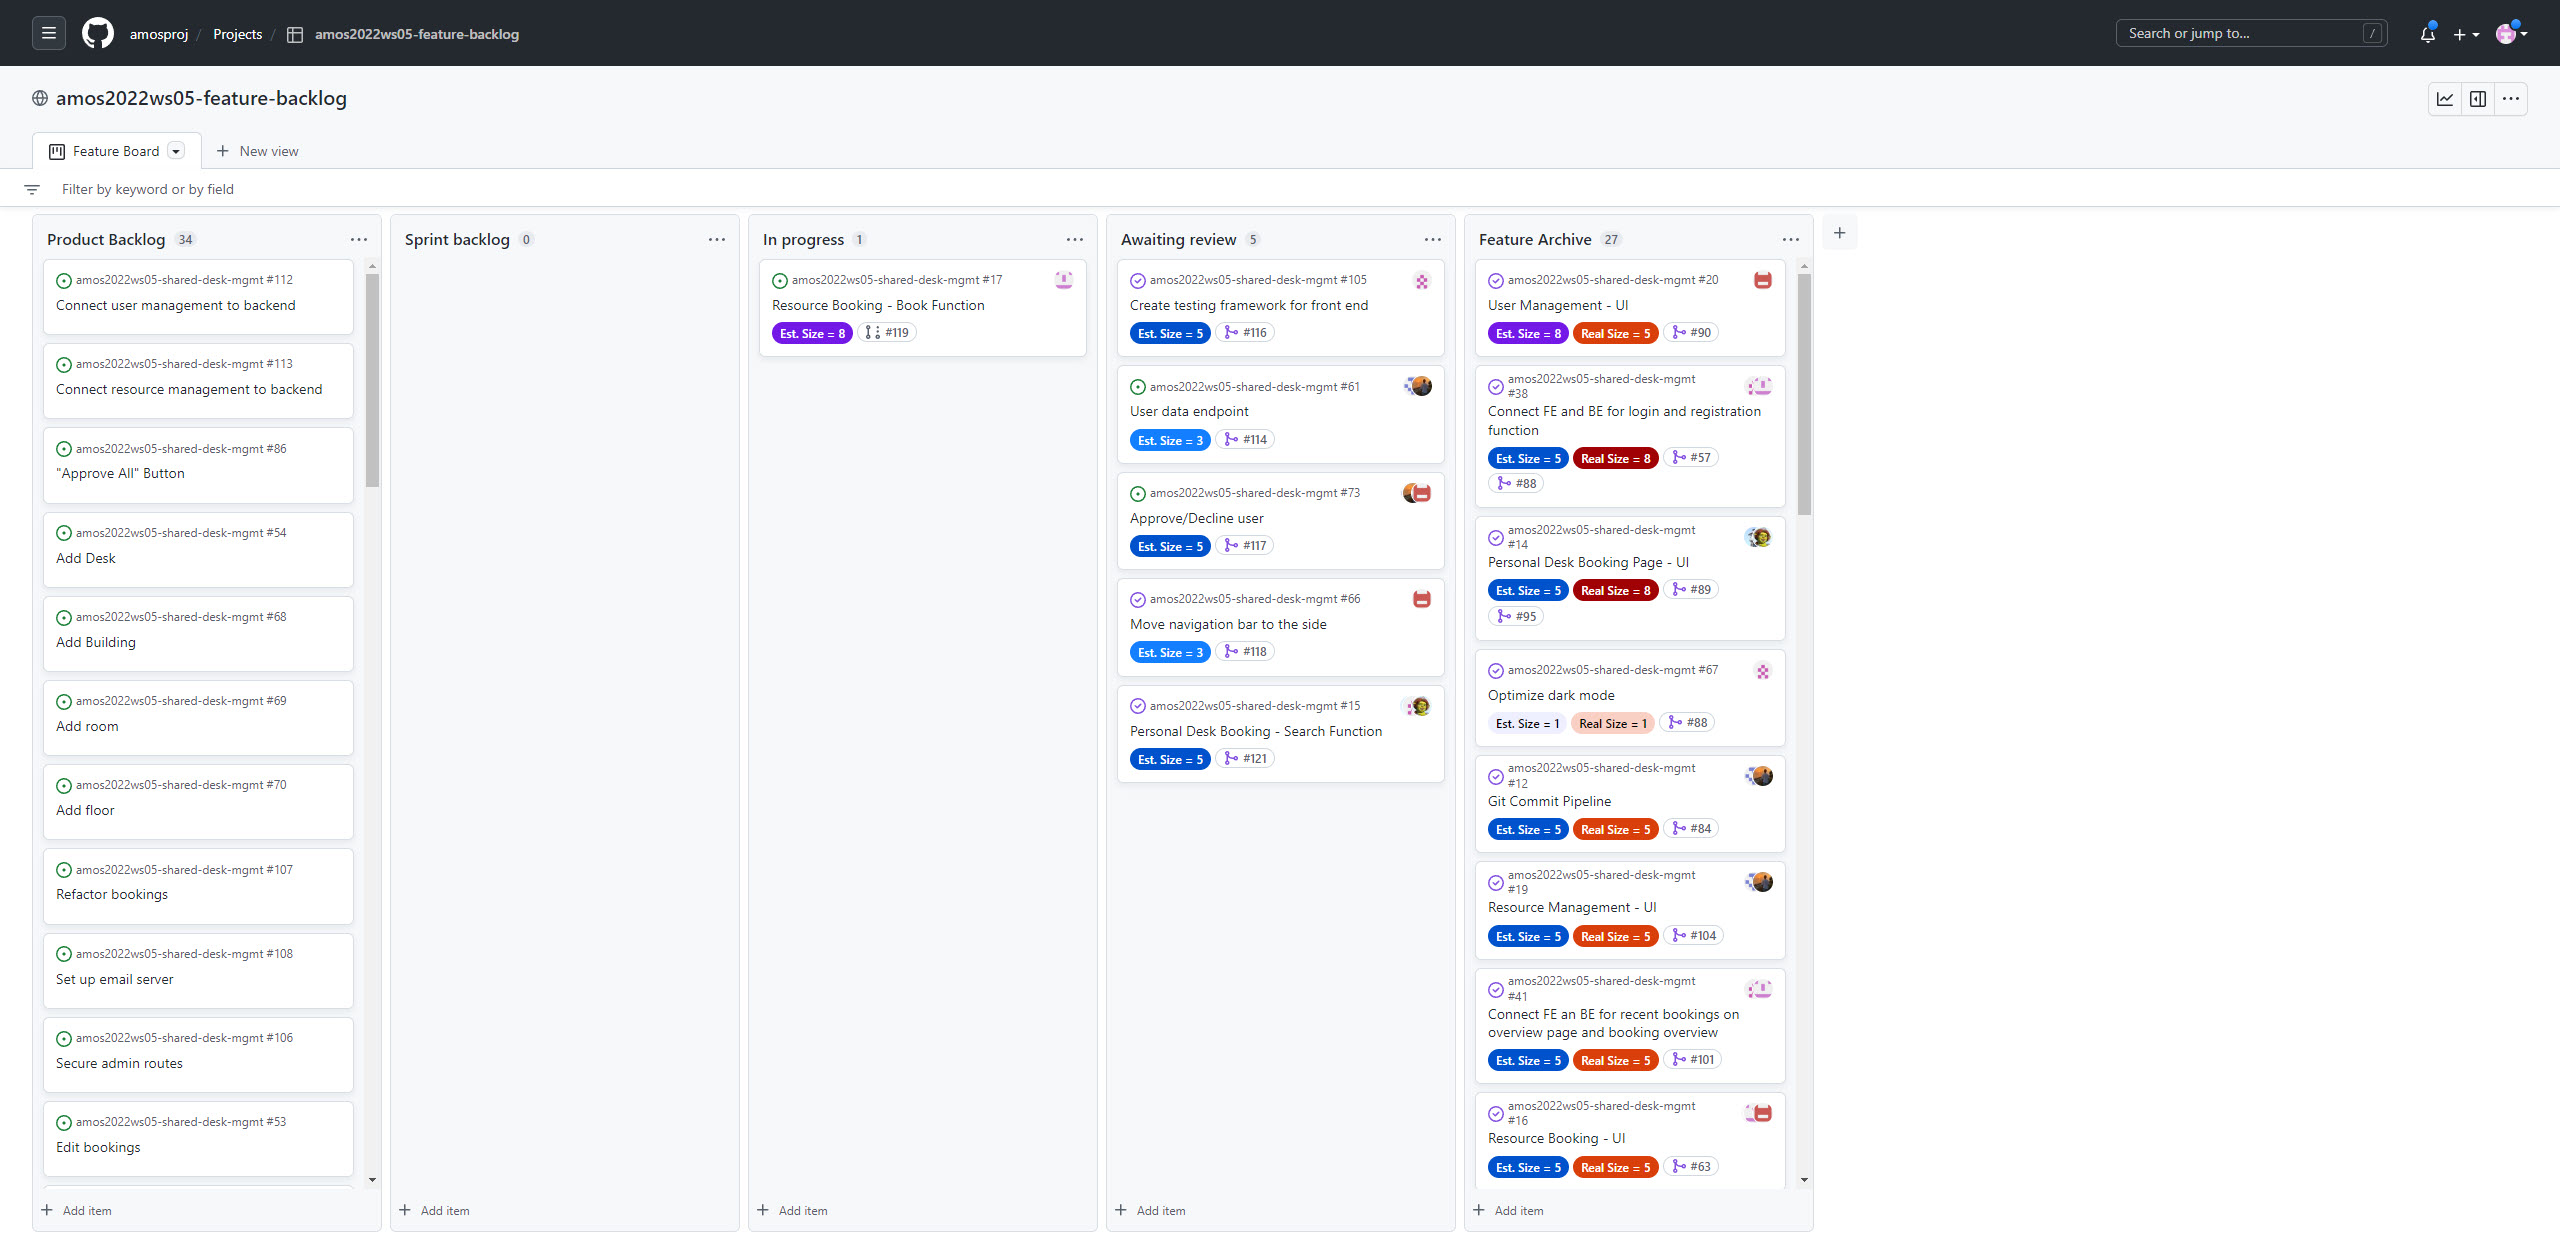 amosproj / Projects / amos2022ws05-feature-backlog
Search or jump to... /
amos2022ws05-feature-backlog
Feature Board
New view
Filter by keyword or by field
Product Backlog 34
amos2022ws05-shared-desk-mgmt #112
Connect user management to backend
amos2022ws05-shared-desk-mgmt #113
Connect resource management to backend
amos2022ws05-shared-desk-mgmt #86
"Approve All" Button
amos2022ws05-shared-desk-mgmt #54
Add Desk
amos2022ws05-shared-desk-mgmt #68
Add Building
amos2022ws05-shared-desk-mgmt #69
Add room
amos2022ws05-shared-desk-mgmt #70
Add floor
amos2022ws05-shared-desk-mgmt #107
Refactor bookings
amos2022ws05-shared-desk-mgmt #108
Set up email server
amos2022ws05-shared-desk-mgmt #106
Secure admin routes
amos2022ws05-shared-desk-mgmt #53
Edit bookings
Add item
Sprint backlog 0
Add item
In progress 1
amos2022ws05-shared-desk-mgmt #17
Resource Booking - Book Function
Est. Size = 8 #119
Add item
Awaiting review 5
amos2022ws05-shared-desk-mgmt #105
Create testing framework for front end
Est. Size = 5 #116
amos2022ws05-shared-desk-mgmt #61
User data endpoint
Est. Size = 3 #114
amos2022ws05-shared-desk-mgmt #73
Approve/Decline user
Est. Size = 5 #117
amos2022ws05-shared-desk-mgmt #66
Move navigation bar to the side
Est. Size = 3 #118
amos2022ws05-shared-desk-mgmt #15
Personal Desk Booking - Search Function
Est. Size = 5 #121
Add item
Feature Archive 27
amos2022ws05-shared-desk-mgmt #20
User Management - UI
Est. Size = 8 Real Size = 5 #90
amos2022ws05-shared-desk-mgmt
#38
Connect FE and BE for login and registration
function
Est. Size = 5 Real Size = 8 #57
#88
amos2022ws05-shared-desk-mgmt
#14
Personal Desk Booking Page - UI
Est. Size = 5 Real Size = 8 #89
#95
amos2022ws05-shared-desk-mgmt #67
Optimize dark mode
Est. Size = 1 Real Size = 1 #88
amos2022ws05-shared-desk-mgmt
#12
Git Commit Pipeline
Est. Size = 5 Real Size = 5 #84
amos2022ws05-shared-desk-mgmt
#19
Resource Management - UI
Est. Size = 5 Real Size = 5 #104
amos2022ws05-shared-desk-mgmt
#41
Connect FE an BE for recent bookings on
overview page and booking overview
Est. Size = 5 Real Size = 5 #101
amos2022ws05-shared-desk-mgmt
#16
Resource Booking - UI
Est. Size = 5 Real Size = 5 #63
Add item